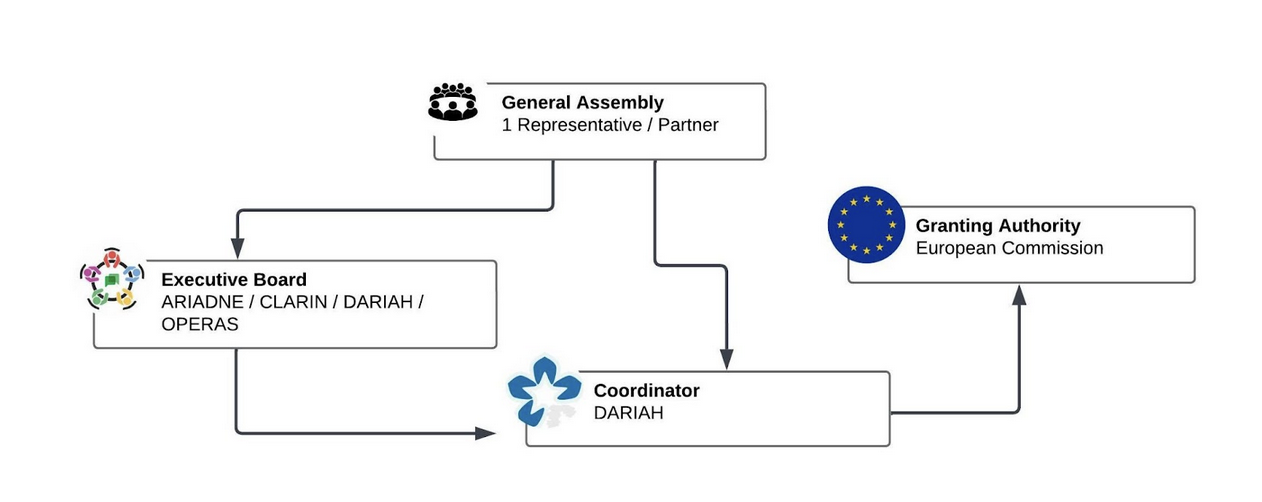 General Assembly
1 Representative / Partner
Granting Authority
European Commission
Executive Board
ARIADNE / CLARIN / DARIAH /
OPERAS
Coordinator
DARIAH